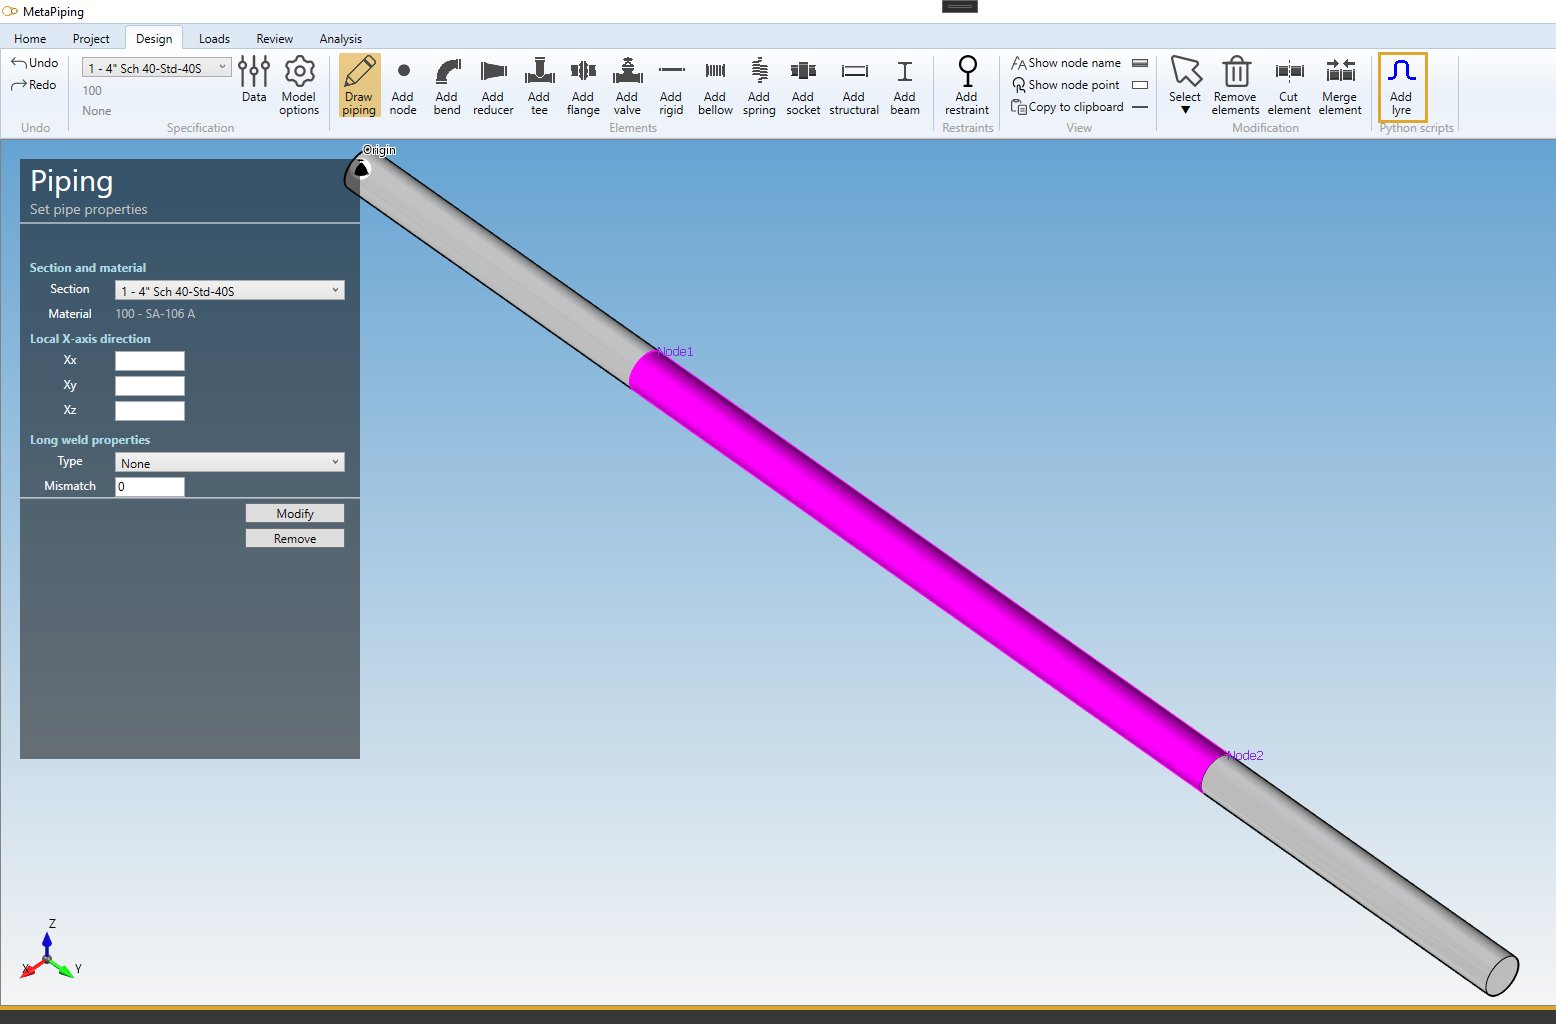 MetaPiping
Home Project Design Loads Review Analysis
Undo
Redo
Undo
1 - 4" Sch 40-Std-40S
100
None
Data
Model options
Specification
Draw piping
Add node
Add bend
Add reducer
Add tee
Add flange
Add valve
Add rigid
Add bellow
Add spring
Add socket
Add structural
Add beam
Elements
Add restraint
Restraints
Show node name
Show node point
Copy to clipboard
View
Select
Remove elements
Cut element
Merge element
Modification
Add lyre
Python scripts
Piping
Set pipe properties
Section and material
Section 1 - 4" Sch 40-Std-40S
Material 100 - SA-106 A
Local X-axis direction
Xx
Xy
Xz
Long weld properties
Type None
Mismatch 0
Modify
Remove
Origin
Node1
Node2
Z
X
Y